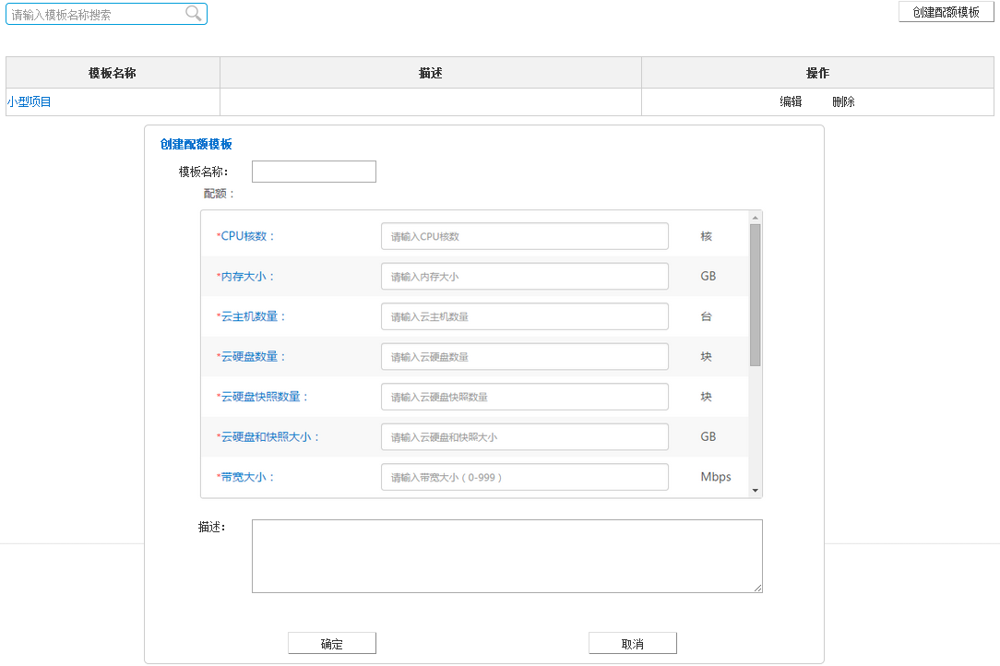 请输入模板名称搜索
创建配额模板
模板名称 描述 操作
小型项目 编辑 删除
创建配额模板
模板名称：
配额：
*CPU核数： 请输入CPU核数 核
*内存大小： 请输入内存大小 GB
*云主机数量： 请输入云主机数量 台
*云硬盘数量： 请输入云硬盘数量 块
*云硬盘快照数量： 请输入云硬盘快照数量 块
*云硬盘和快照大小： 请输入云硬盘和快照大小 GB
*带宽大小： 请输入带宽大小（0-999） Mbps
描述：
确定 取消